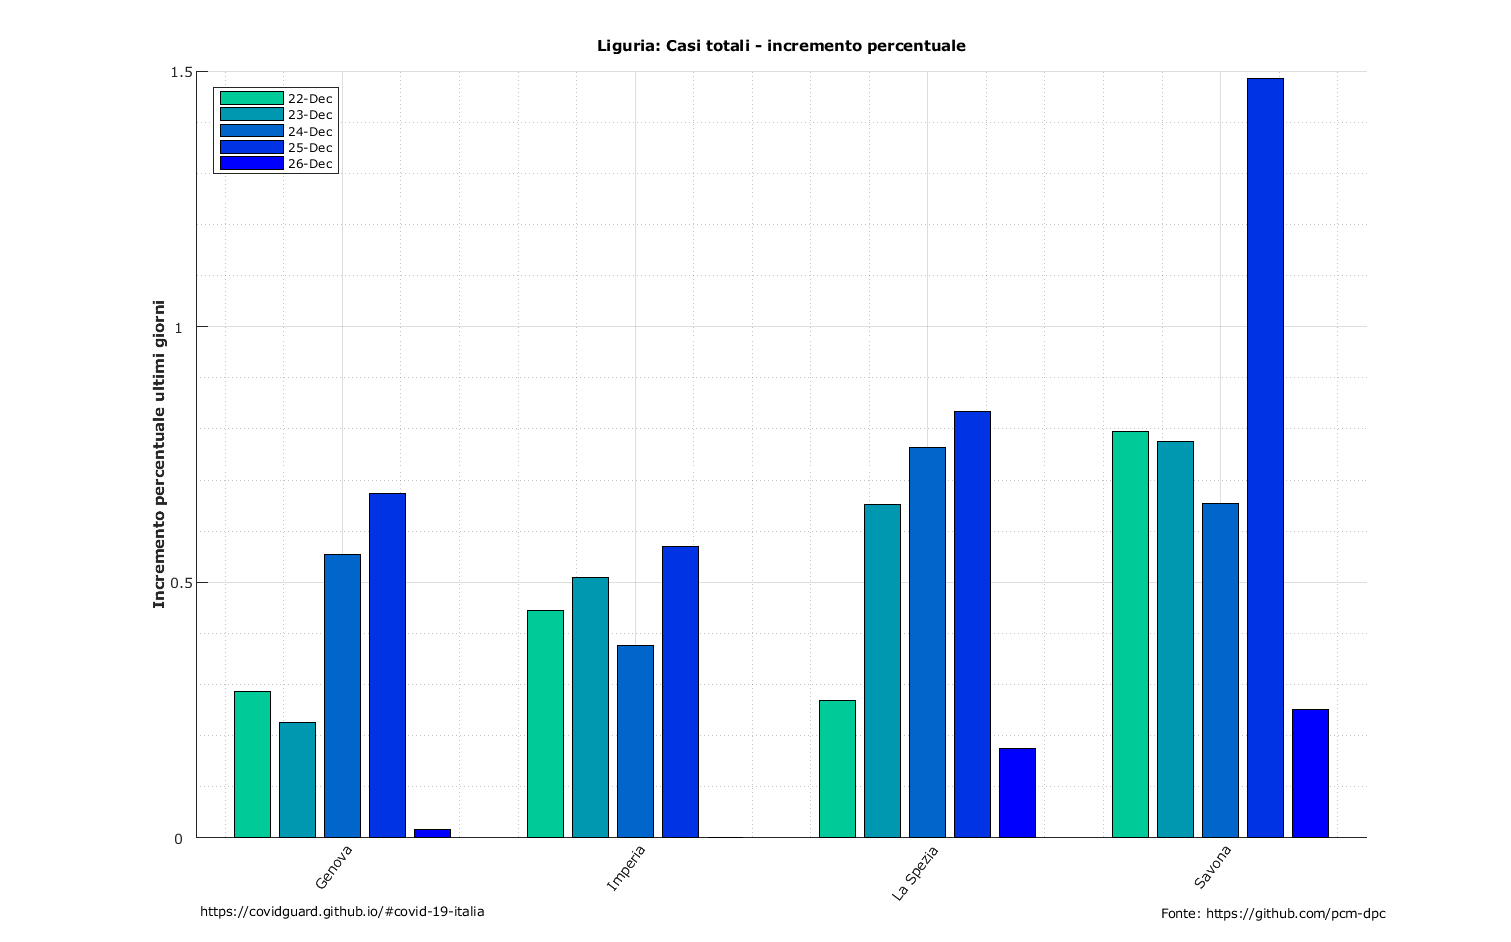 Liguria: Casi totali - incremento percentuale
1.5
22-Dec
23-Dec
24-Dec
25-Dec
26-Dec
1
Incremento percentuale ultimi giorni
0.5
0
Genova
Imperia
La Spezia
Savona
https://covidguard.github.io/#covid-19-italia
Fonte: https://github.com/pcm-dpc